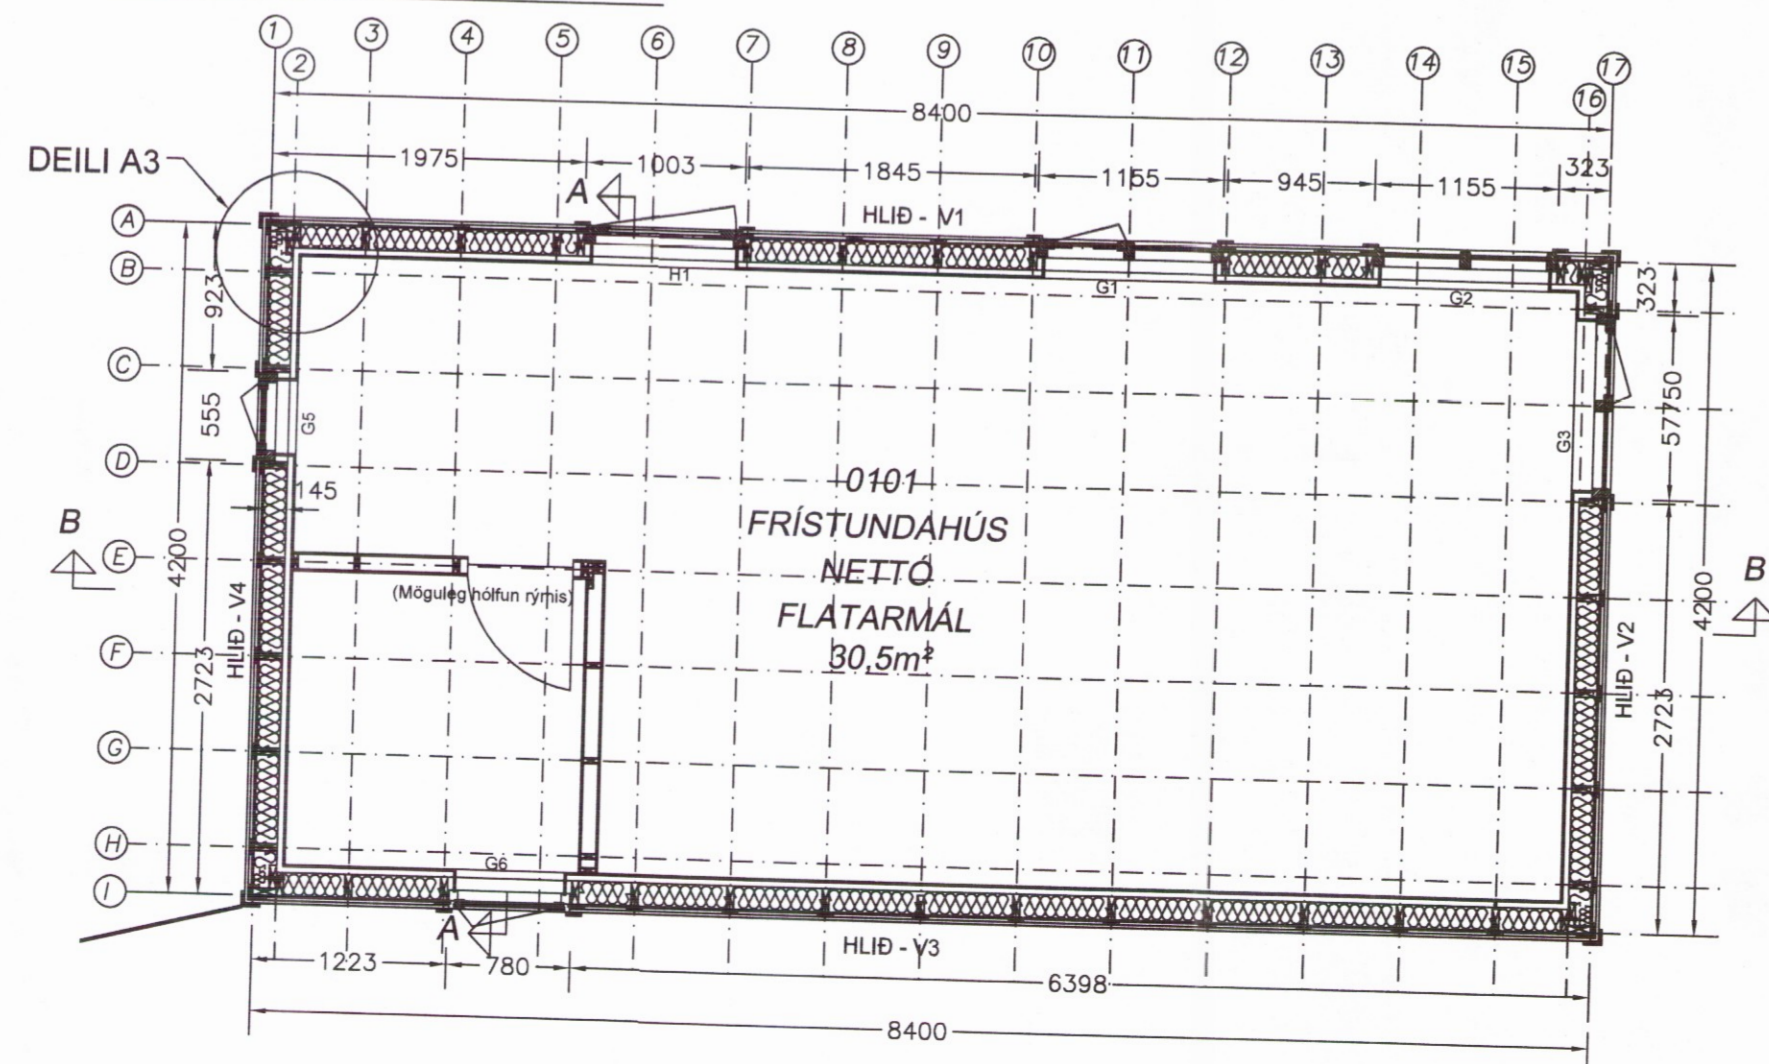 1 2 3 4 5 6 7 8 9 10 11 12 13 14 15 16 17
8400
1975 1003 1845 1155 945 1155 323
DEILI A3
A
HLIÐ - V1
A
B
C
D
E
F
G
H
I
H1
G1
G2
G3
G5
G6
923
555
2723
4200
145
HLIÐ - V4
B
0101
FRÍSTUNDAHÚS
NETTÓ
FLATARMÁL
30,5m²
(Möguleg hólfun rýmis)
323
57750
2723
4200
HLIÐ - V2
B
A
HLIÐ - V3
1223 780 6398
8400